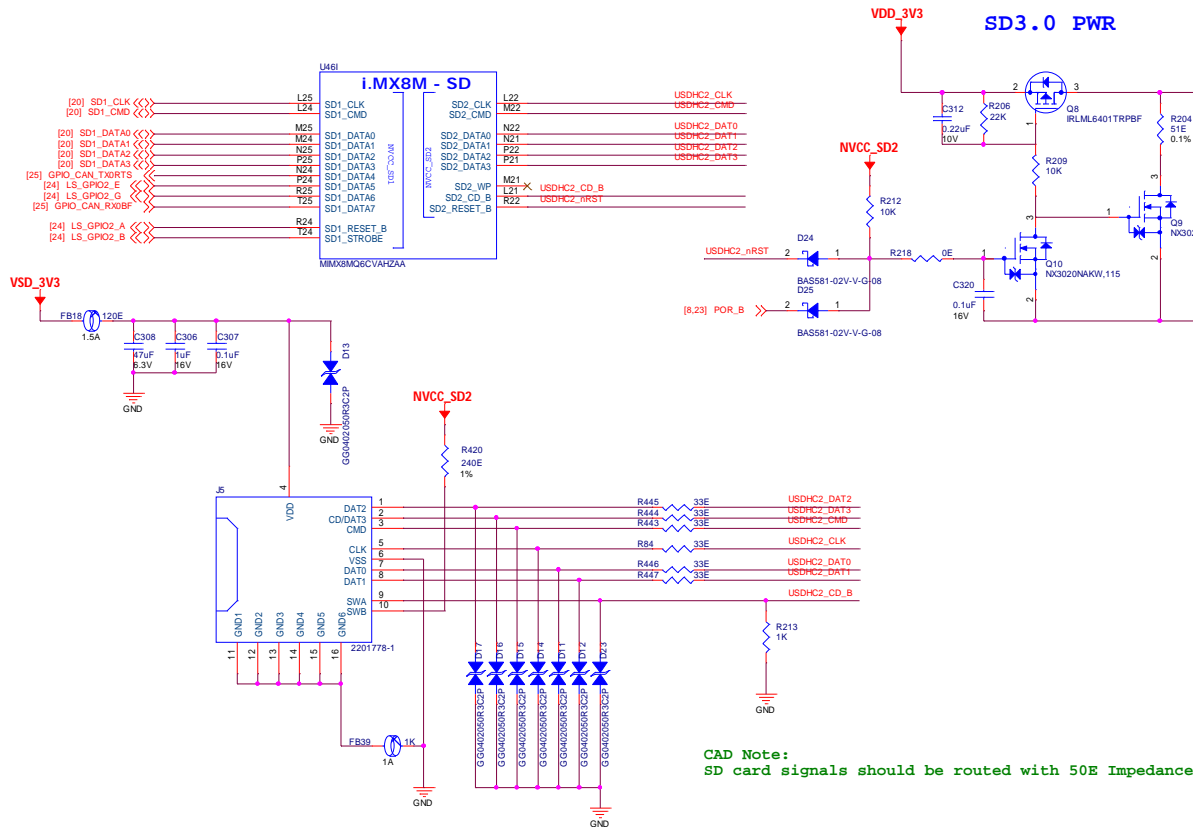 SD3.0 PWR
VDD_3V3
2
3
Q8
IRLML6401TRPBF
1
C312
0.22uF
10V
R206
22K
R204
51E
0.1%
R209
10K
U46I
i.MX8M - SD
[20] SD1_CLK
L25
SD1_CLK
SD2_CLK
L22
USDHC2_CLK
[20] SD1_CMD
L24
SD1_CMD
SD2_CMD
M22
USDHC2_CMD
[20] SD1_DATA0
M25
SD1_DATA0
SD2_DATA0
N22
USDHC2_DAT0
[20] SD1_DATA1
M24
SD1_DATA1
SD2_DATA1
N21
USDHC2_DAT1
[20] SD1_DATA2
N25
SD1_DATA2
SD2_DATA2
P22
USDHC2_DAT2
[20] SD1_DATA3
P25
SD1_DATA3
SD2_DATA3
P21
USDHC2_DAT3
[25] GPIO_CAN_TX0RTS
N24
SD1_DATA4
[24] LS_GPIO2_E
P24
SD1_DATA5
SD2_WP
M21
[24] LS_GPIO2_G
R25
SD1_DATA6
SD2_CD_B
L21
USDHC2_CD_B
[25] GPIO_CAN_RX0BF
T25
SD1_DATA7
SD2_RESET_B
R22
USDHC2_nRST
[24] LS_GPIO2_A
R24
SD1_RESET_B
[24] LS_GPIO2_B
T24
SD1_STROBE
NVCC_SD1
NVCC_SD2
MIMX8MQ6CVAHZAA
NVCC_SD2
R212
10K
USDHC2_nRST
2
D24
1
BAS581-02V-V-G-08
[8,23] POR_B
2
D25
1
BAS581-02V-V-G-08
R218
0E
1
3
Q10
NX3020NAKW,115
2
C320
0.1uF
16V
1
3
Q9
NX302
2
VSD_3V3
FB18
120E
1.5A
C308
47uF
6.3V
C306
1uF
16V
C307
0.1uF
16V
GND
D13
GG0402050R3C2P
GND
NVCC_SD2
R420
240E
1%
J5
4
VDD
DAT2
1
R445
33E
USDHC2_DAT2
CD/DAT3
2
R444
33E
USDHC2_DAT3
CMD
3
R443
33E
USDHC2_CMD
CLK
5
R84
33E
USDHC2_CLK
VSS
6
DAT0
7
R446
33E
USDHC2_DAT0
DAT1
8
R447
33E
USDHC2_DAT1
SWA
9
USDHC2_CD_B
SWB
10
GND1
GND2
GND3
GND4
GND5
GND6
11
12
13
14
15
16
2201778-1
R213
1K
GND
D17
D16
D15
D14
D11
D12
D23
GG0402050R3C2P
GG0402050R3C2P
GG0402050R3C2P
GG0402050R3C2P
GG0402050R3C2P
GG0402050R3C2P
GG0402050R3C2P
FB39
1K
1A
GND
GND
CAD Note:
SD card signals should be routed with 50E Impedance